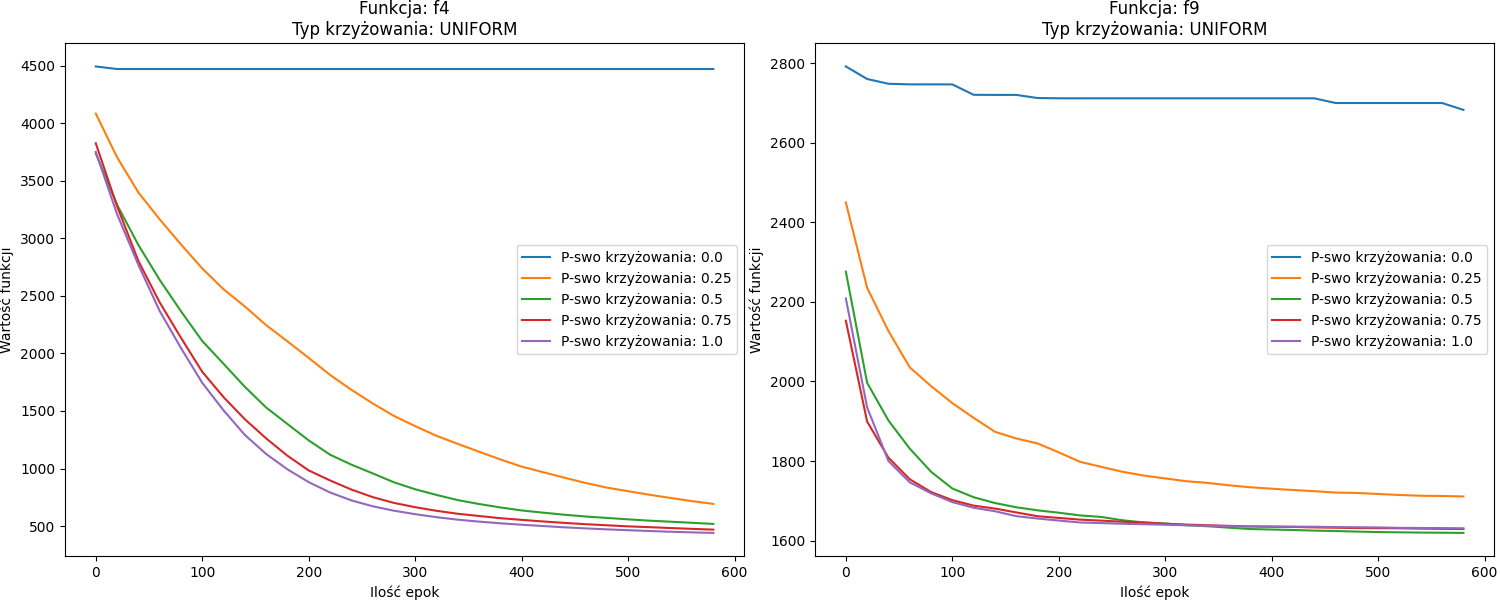 Funkcja: f4
Typ krzyżowania: UNIFORM
4500
4000
3500
3000
2500
2000
1500
1000
500
Wartość funkcji
P-swo krzyżowania: 0.0
P-swo krzyżowania: 0.25
P-swo krzyżowania: 0.5
P-swo krzyżowania: 0.75
P-swo krzyżowania: 1.0
0 100 200 300 400 500 600
Ilość epok
Funkcja: f9
Typ krzyżowania: UNIFORM
2800
2600
2400
2200
2000
1800
1600
Wartość funkcji
P-swo krzyżowania: 0.0
P-swo krzyżowania: 0.25
P-swo krzyżowania: 0.5
P-swo krzyżowania: 0.75
P-swo krzyżowania: 1.0
0 100 200 300 400 500 600
Ilość epok